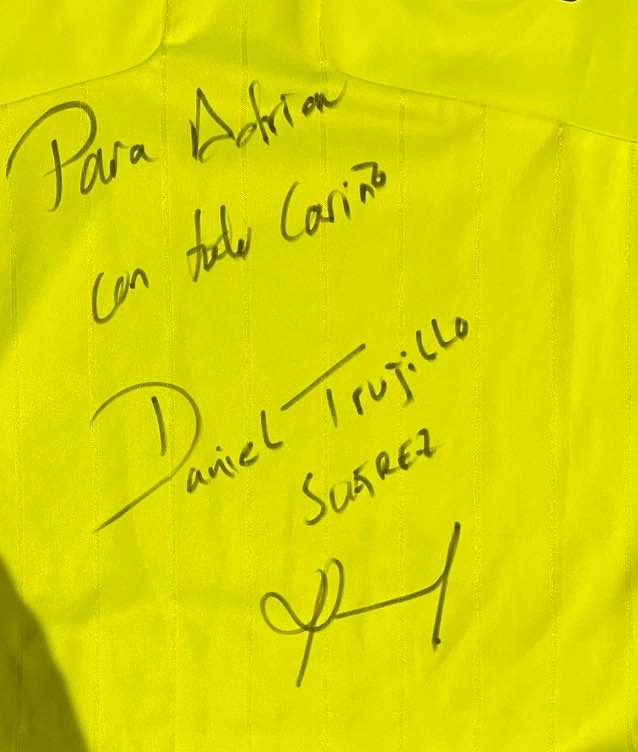 Para Adrian
con todo Cariño
Daniel Trujillo
SUAREZ